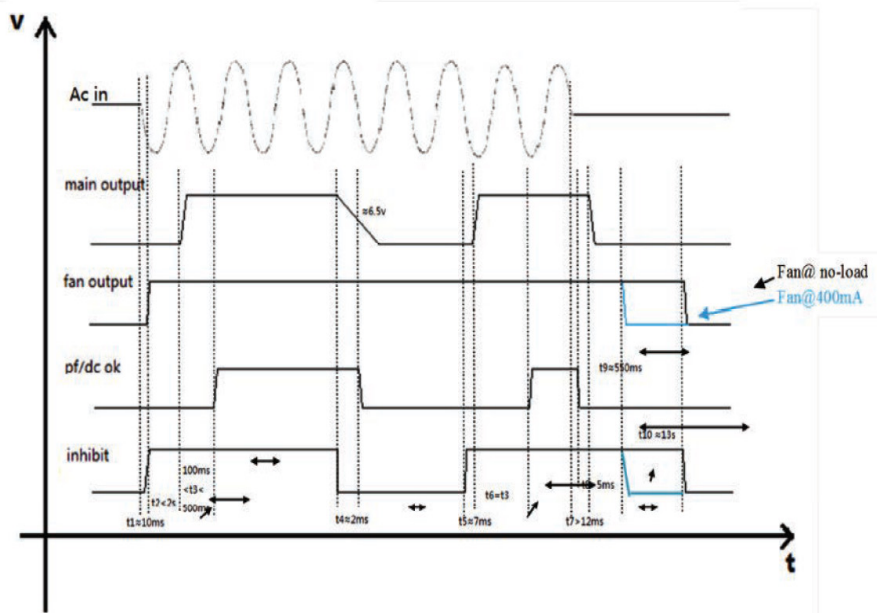 v
Ac in
main output
≈6.5v
fan output
Fan@ no-load
Fan@400mA
pf/dc ok
t9≈550ms
t10 ≈13s
inhibit
100ms
<t3<
500ms
t2<2s
t6=t3
5ms
t1≈10ms
t4≈2ms
t5≈7ms
t7>12ms
t